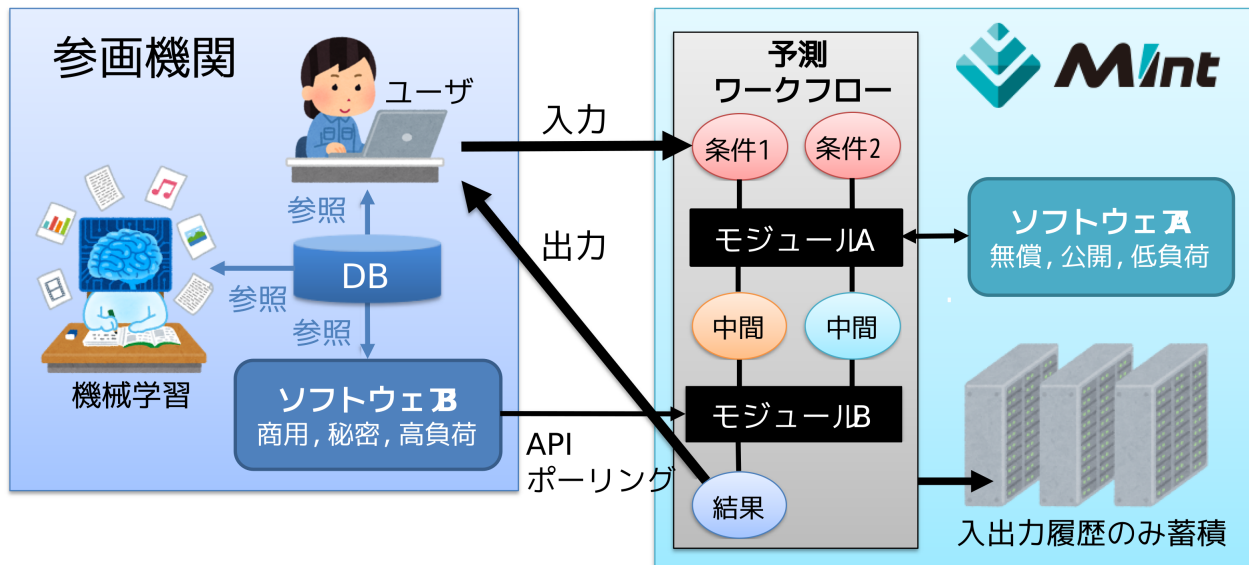 参画機関
ユーザ
参照
DB
参照
参照
機械学習
ソフトウェアB
商用, 秘密, 高負荷
入力
出力
API
ポーリング
予測
ワークフロー
条件1
条件2
モジュールA
中間
中間
モジュールB
結果
MInt
ソフトウェアA
無償, 公開, 低負荷
入出力履歴のみ蓄積